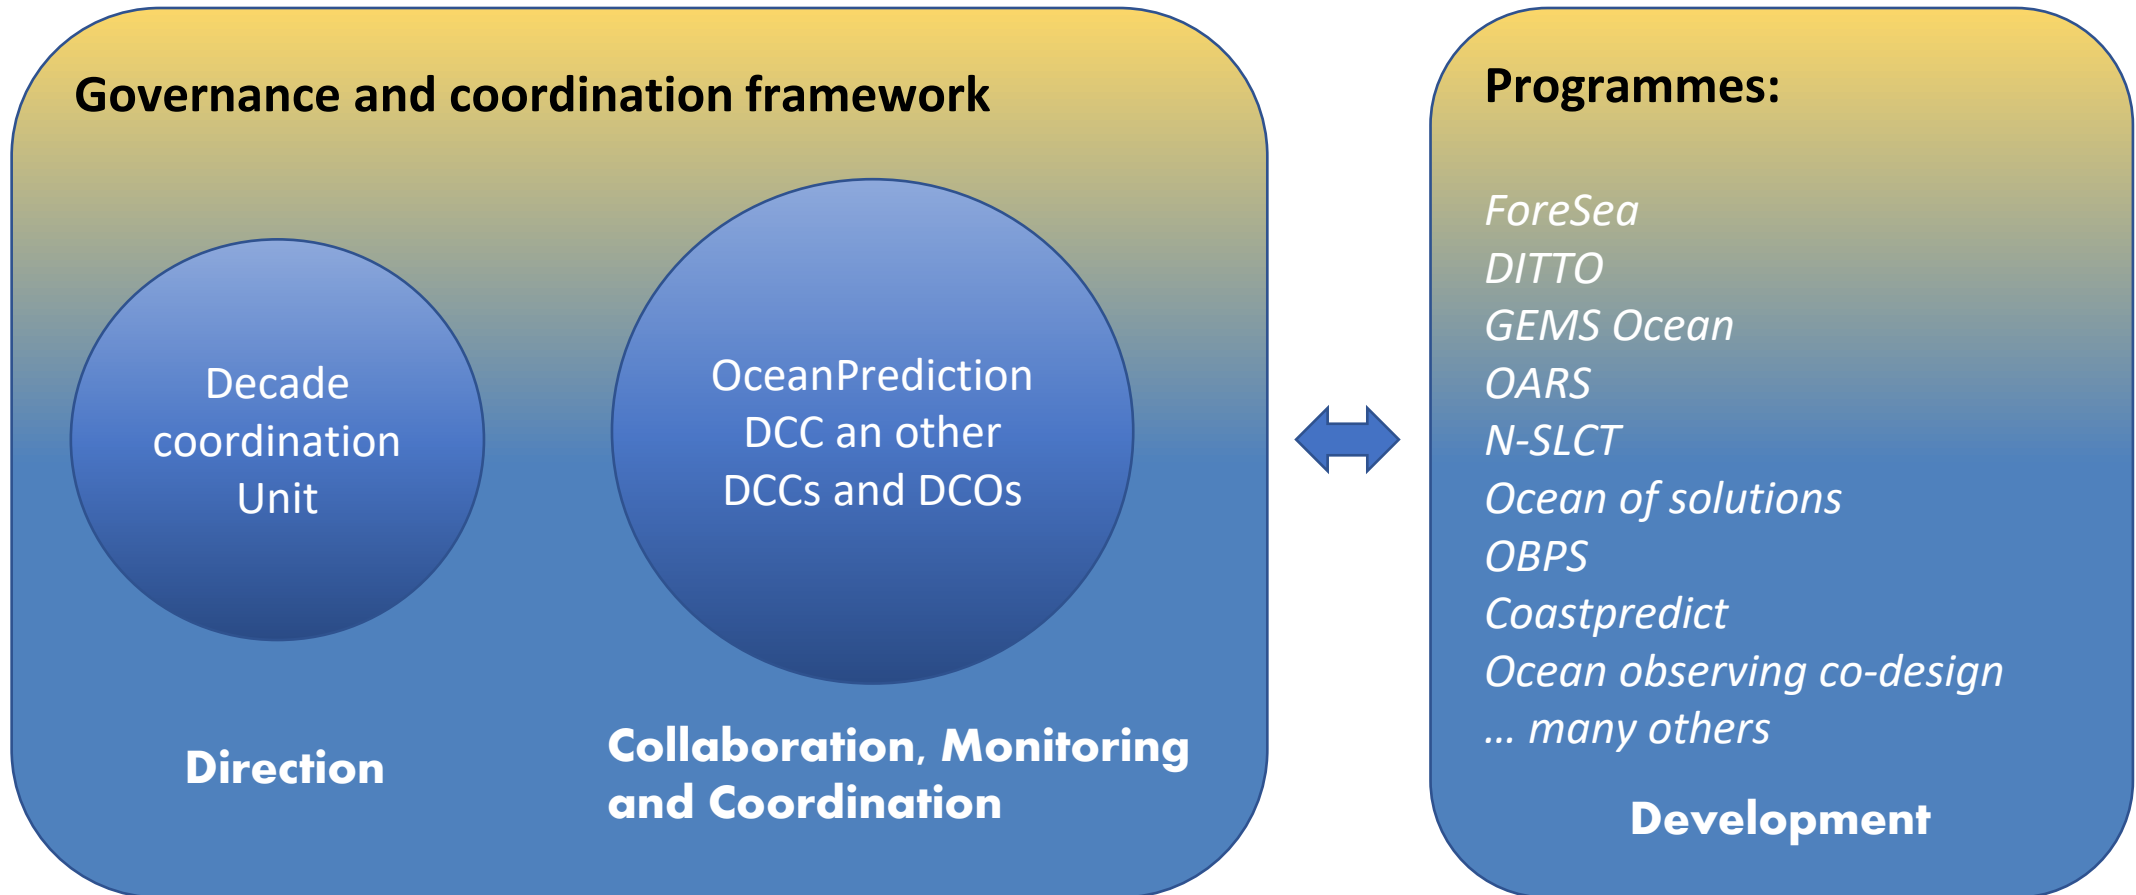 Governance and coordination framework
Decade
coordination
Unit
Direction
OceanPrediction
DCC an other
DCCs and DCOs
Collaboration, Monitoring
and Coordination
Programmes:
ForeSea
DITTO
GEMS Ocean
OARS
N-SLCT
Ocean of solutions
OBPS
Coastpredict
Ocean observing co-design
... many others
Development